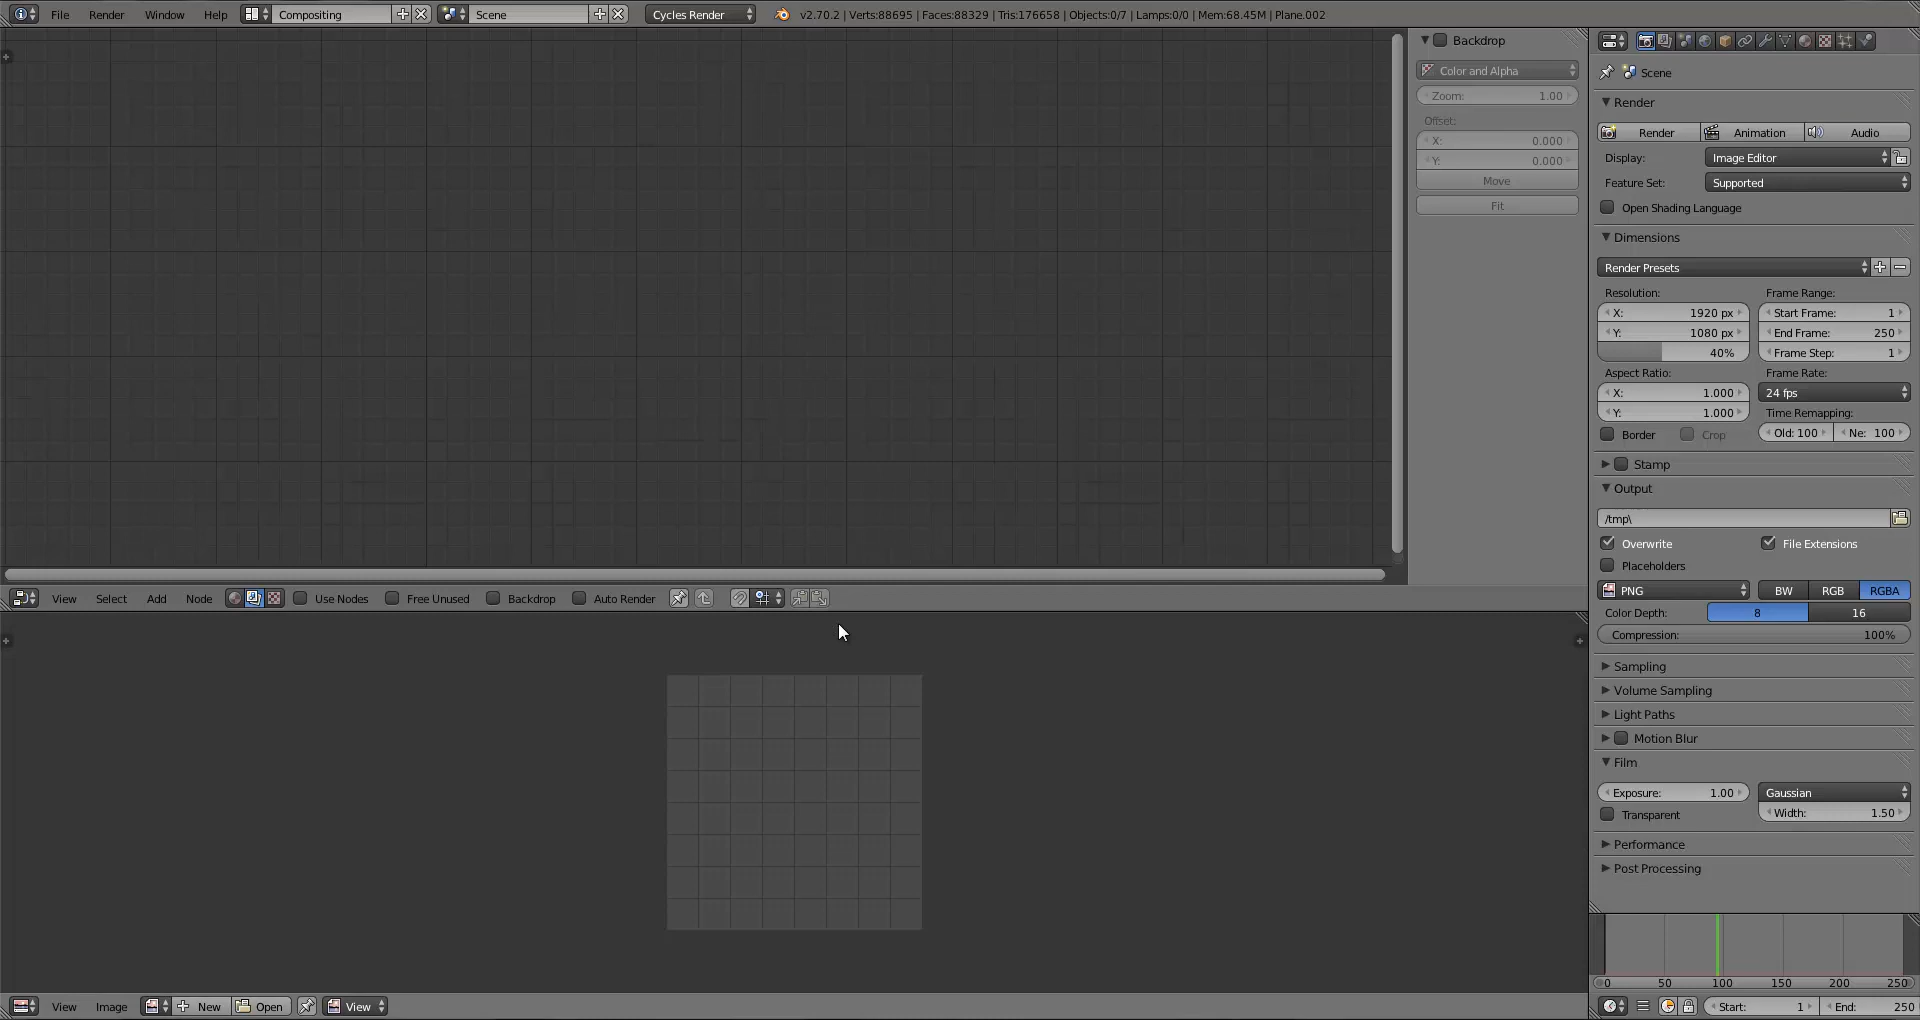 File Render Window Help Compositing Scene Cycles Render v2.70.2 | Verts:88695 | Faces:88329 | Tris:176658 | Objects:0/7 | Lamps:0/0 | Mem:68.45M | Plane.002
Backdrop
Color and Alpha
Zoom: 1.00
Offset:
X: 0.000
Y: 0.000
Move
Fit
View Select Add Node Use Nodes Free Unused Backdrop Auto Render
View Image New Open View
Scene
Render
Render Animation Audio
Display: Image Editor
Feature Set: Supported
Open Shading Language
Dimensions
Render Presets
Resolution: Frame Range:
X: 1920 px Start Frame: 1
Y: 1080 px End Frame: 250
40% Frame Step: 1
Aspect Ratio: Frame Rate:
X: 1.000 24 fps
Y: 1.000 Time Remapping:
Border Crop Old: 100 Ne: 100
Stamp
Output
/tmp\
Overwrite File Extensions
Placeholders
PNG BW RGB RGBA
Color Depth: 8 16
Compression: 100%
Sampling
Volume Sampling
Light Paths
Motion Blur
Film
Exposure: 1.00 Gaussian
Transparent Width: 1.50
Performance
Post Processing
0 50 100 150 200 250
Start: 1 End: 250